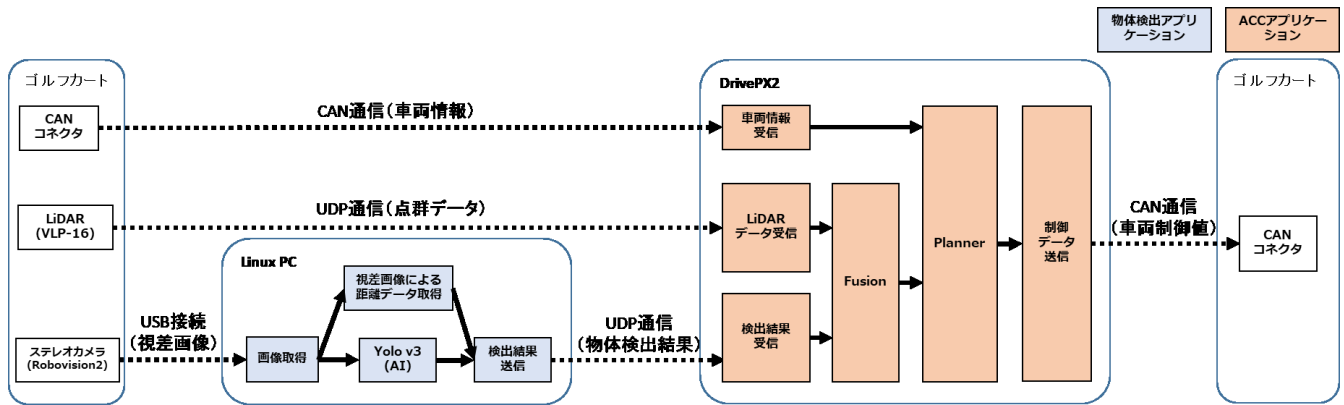 物体検出アプリ
ケーション
ACCアプリケー
ション
ゴルフカート
CAN
コネクタ
LiDAR
(VLP-16)
ステレオカメラ
(Robovision2)
CAN通信(車両情報)
UDP通信(点群データ)
USB接続
(視差画像)
Linux PC
画像取得
視差画像による
距離データ取得
Yolo v3
(AI)
検出結果
送信
UDP通信
(物体検出結果)
DrivePX2
車両情報
受信
LiDAR
データ受信
検出結果
受信
Fusion
Planner
制御
データ
送信
CAN通信
(車両制御値)
ゴルフカート
CAN
コネクタ